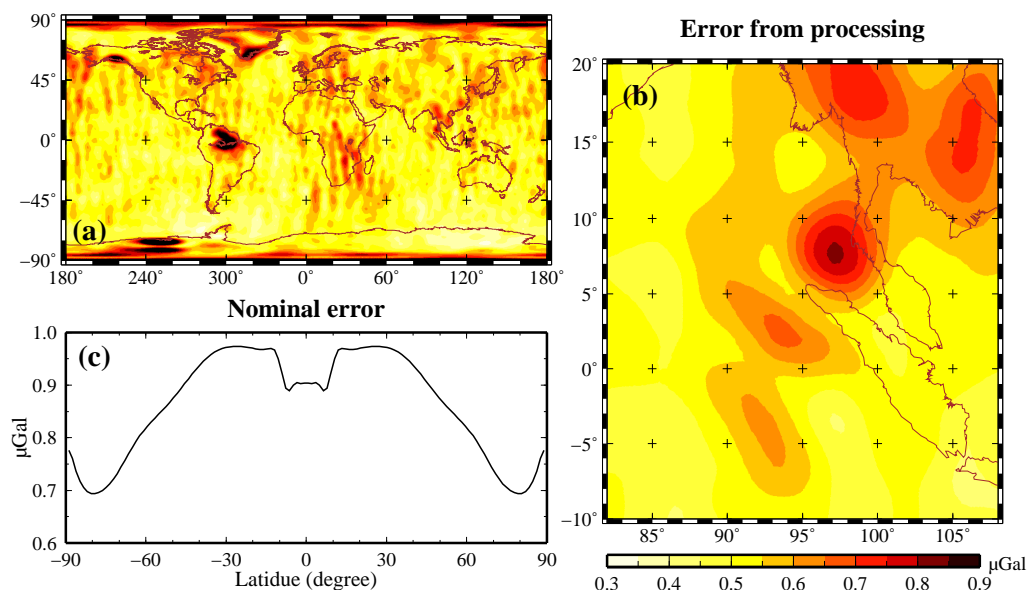 Error from processing
90°
45°
0°
−45°
−90°
(a)
180° 240° 300° 0° 60° 120° 180°
Nominal error
(c)
1.0
0.9
0.8
0.7
0.6
μGal
−90 −60 −30 0 30 60 90
Latidue (degree)
(b)
20°
15°
10°
5°
0°
−5°
−10°
85° 90° 95° 100° 105°
μGal
0.3 0.4 0.5 0.6 0.7 0.8 0.9